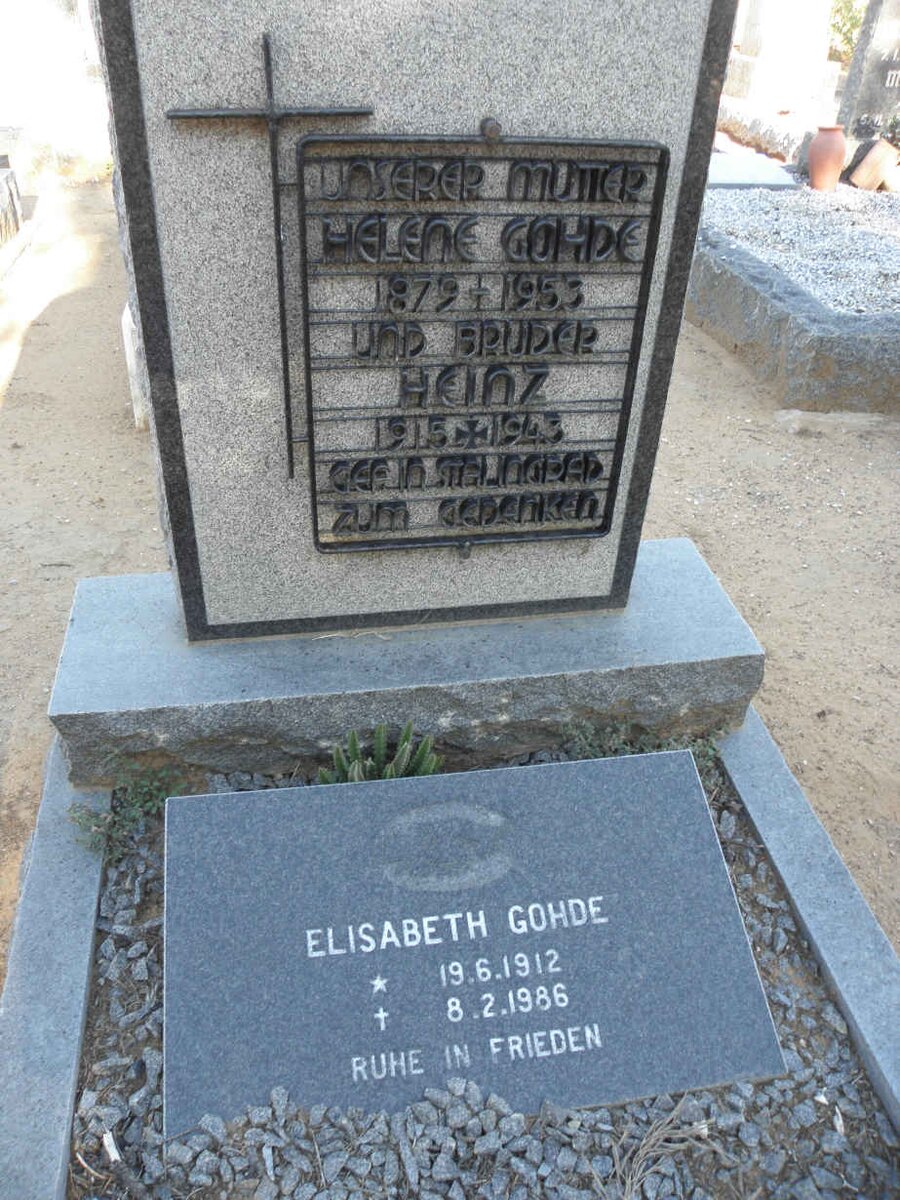 UNSERER MUTTER
HELENE GOHDE
1879 + 1953
UND BRUDER
HEINZ
1915 ✠ 1943
GEF. IN STALINGRAD
ZUM GEDENKEN
ELISABETH GOHDE
★ 19.6.1912
✝ 8.2.1986
RUHE IN FRIEDEN